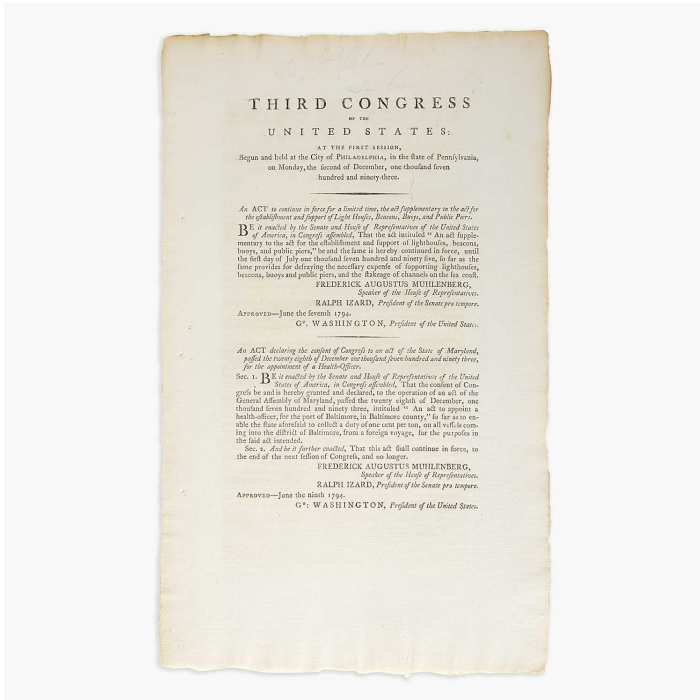 THIRD CONGRESS
OF THE
UNITED STATES:
AT THE FIRST SESSION,
Begun and held at the City of PHILADELPHIA, in the ſtate of Pennſylvania,
on Monday, the ſecond of December, one thouſand ſeven
hundred and ninety-three.
An ACT to continue in force for a limited time, the act ſupplementary to the act for
the eſtabliſhment and ſupport of Light Houſes, Beacons, Buoys, and Public Piers.
BE it enacted by the Senate and Houſe of Repreſentatives of the United States
of America, in Congreſs aſſembled, That the act intituled " An act ſupple-
mentary to the act for the eſtabliſhment and ſupport of lighthouſes, beacons,
buoys, and public piers," be and the ſame is hereby continued in force, until
the firſt day of July one thouſand ſeven hundred and ninety five, ſo far as the
ſame provides for defraying the neceſſary expenſe of ſupporting lighthouſes,
beacons, buoys and public piers, and the ſtakeage of channels on the ſea coaſt.
FREDERICK AUGUSTUS MUHLENBERG,
Speaker of the Houſe of Repreſentatives.
RALPH IZARD, Preſident of the Senate pro tempore.
APPROVED—June the ſeventh 1794.
Go. WASHINGTON, Preſident of the United States.
An ACT declaring the conſent of Congreſs to an act of the State of Maryland,
paſſed the twenty eighth of December one thouſand ſeven hundred and ninety three,
for the appointment of a Health-Officer.
Sec. 1. BE it enacted by the Senate and Houſe of Repreſentatives of the United
States of America, in Congreſs aſſembled, That the conſent of Con-
greſs be and is hereby granted and declared, to the operation of an act of the
General Aſſembly of Maryland, paſſed the twenty eighth of December, one
thouſand ſeven hundred and ninety three, intituled " An act to appoint a
health-officer, for the port of Baltimore, in Baltimore county," ſo far as to en-
able the ſtate aforeſaid to collect a duty of one cent per ton, on all veſſels com-
ing into the diſtrict of Baltimore, from a foreign voyage, for the purpoſes in
the ſaid act intended.
Sec. 2. And be it further enacted, That this act ſhall continue in force, to
the end of the next ſeſſion of Congreſs, and no longer.
FREDERICK AUGUSTUS MUHLENBERG,
Speaker of the Houſe of Repreſentatives.
RALPH IZARD, Preſident of the Senate pro tempore.
APPROVED—June the ninth 1794.
Go: WASHINGTON, Preſident of the United States.